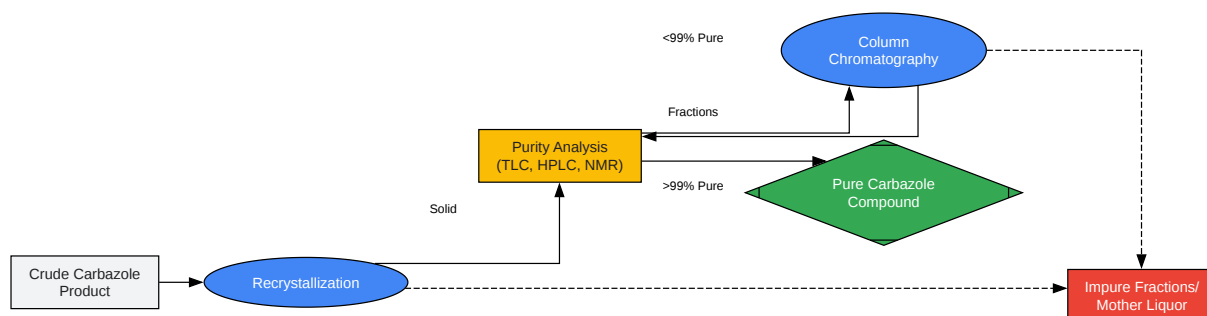 <99% Pure
Column
Chromatography
Fractions
Purity Analysis
(TLC, HPLC, NMR)
>99% Pure
Pure Carbazole
Compound
Solid
Crude Carbazole
Product
Recrystallization
Impure Fractions/
Mother Liquor